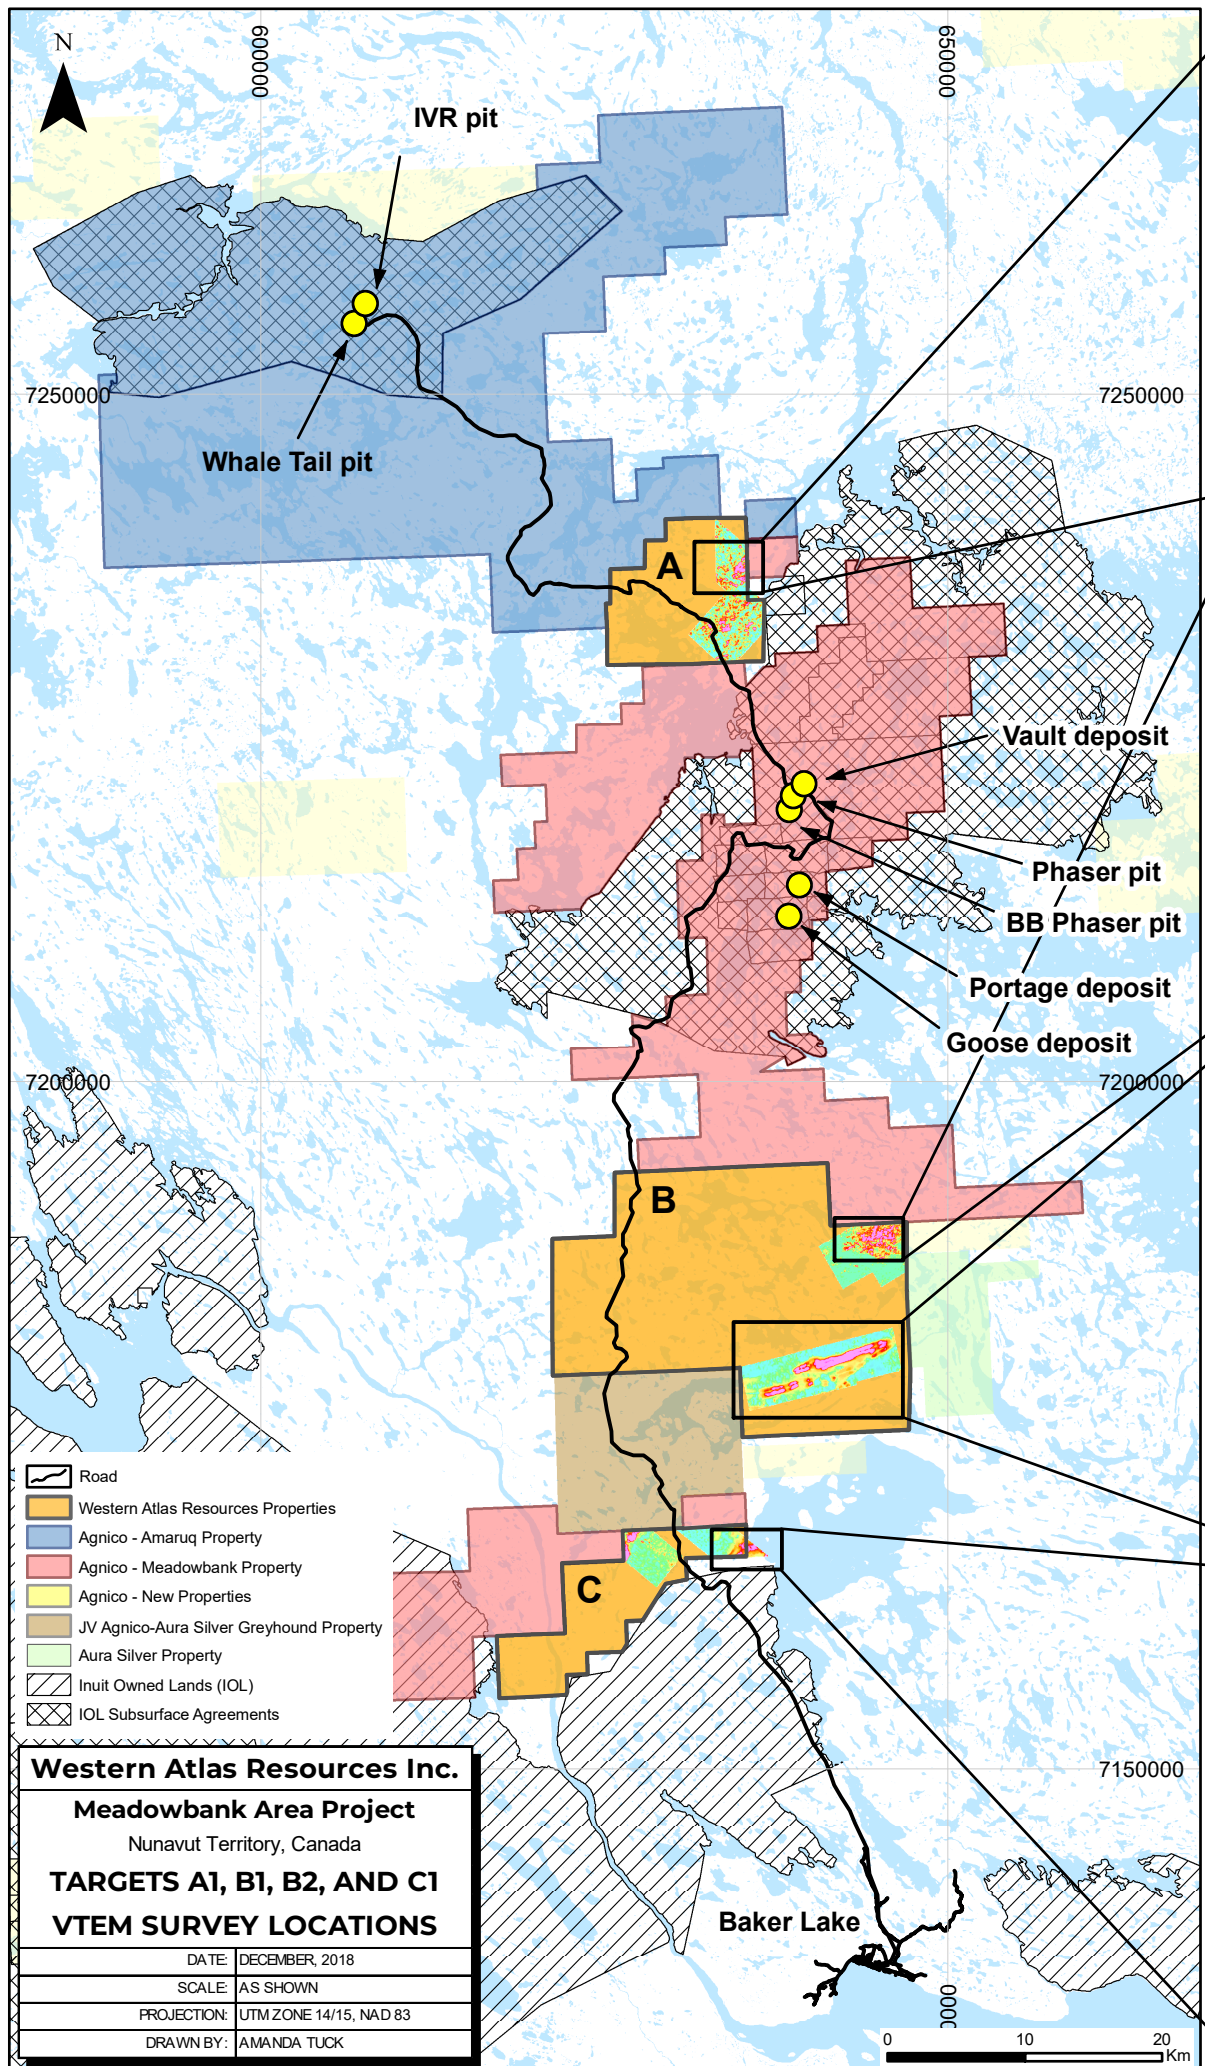 N
600000
650000
IVR pit
7250000
7250000
Whale Tail pit
A
Vault deposit
Phaser pit
BB Phaser pit
Portage deposit
Goose deposit
7200000
7200000
B
Road
Western Atlas Resources Properties
Agnico - Amaruq Property
Agnico - Meadowbank Property
Agnico - New Properties
JV Agnico-Aura Silver Greyhound Property
Aura Silver Property
Inuit Owned Lands (IOL)
IOL Subsurface Agreements
C
7150000
Western Atlas Resources Inc.
Meadowbank Area Project
Nunavut Territory, Canada
TARGETS A1, B1, B2, AND C1
VTEM SURVEY LOCATIONS
DATE: DECEMBER, 2018
SCALE: AS SHOWN
PROJECTION: UTM ZONE 14/15, NAD 83
DRAWN BY: AMANDA TUCK
Baker Lake
0 10 20
Km